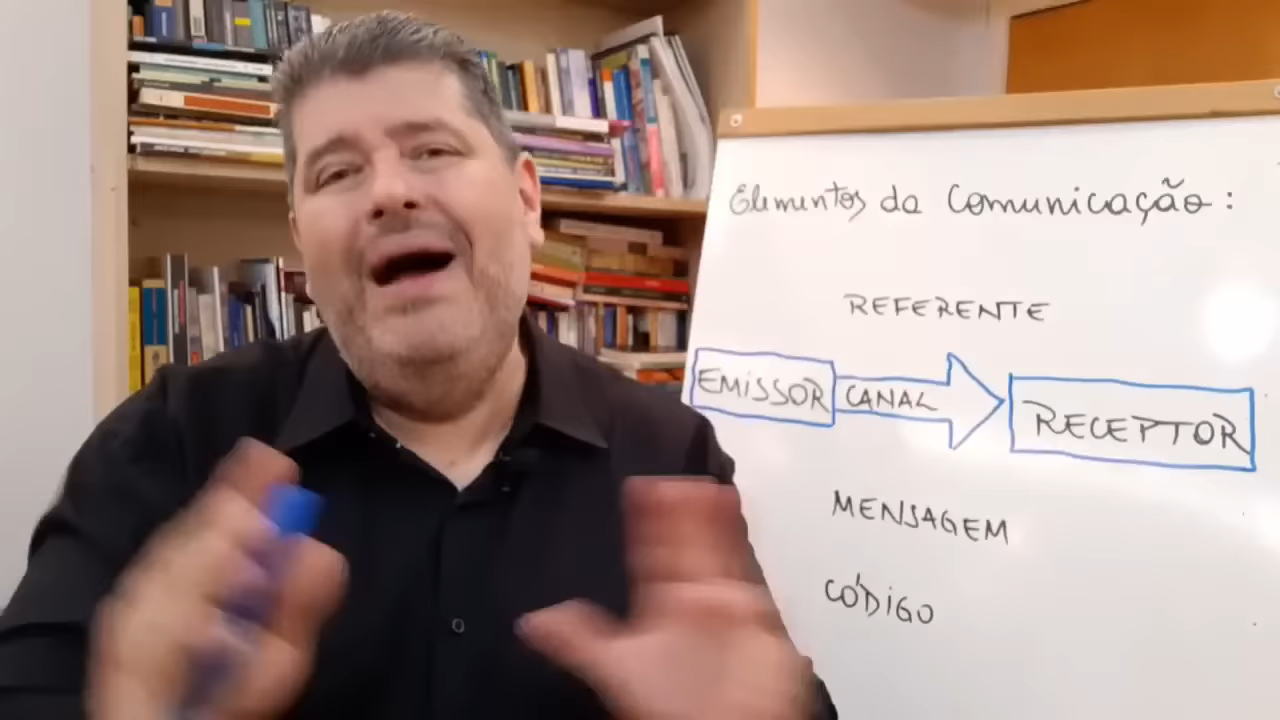 Elementos da Comunicação:
REFERENTE
EMISSOR CANAL RECEPTOR
MENSAGEM
CÓDIGO